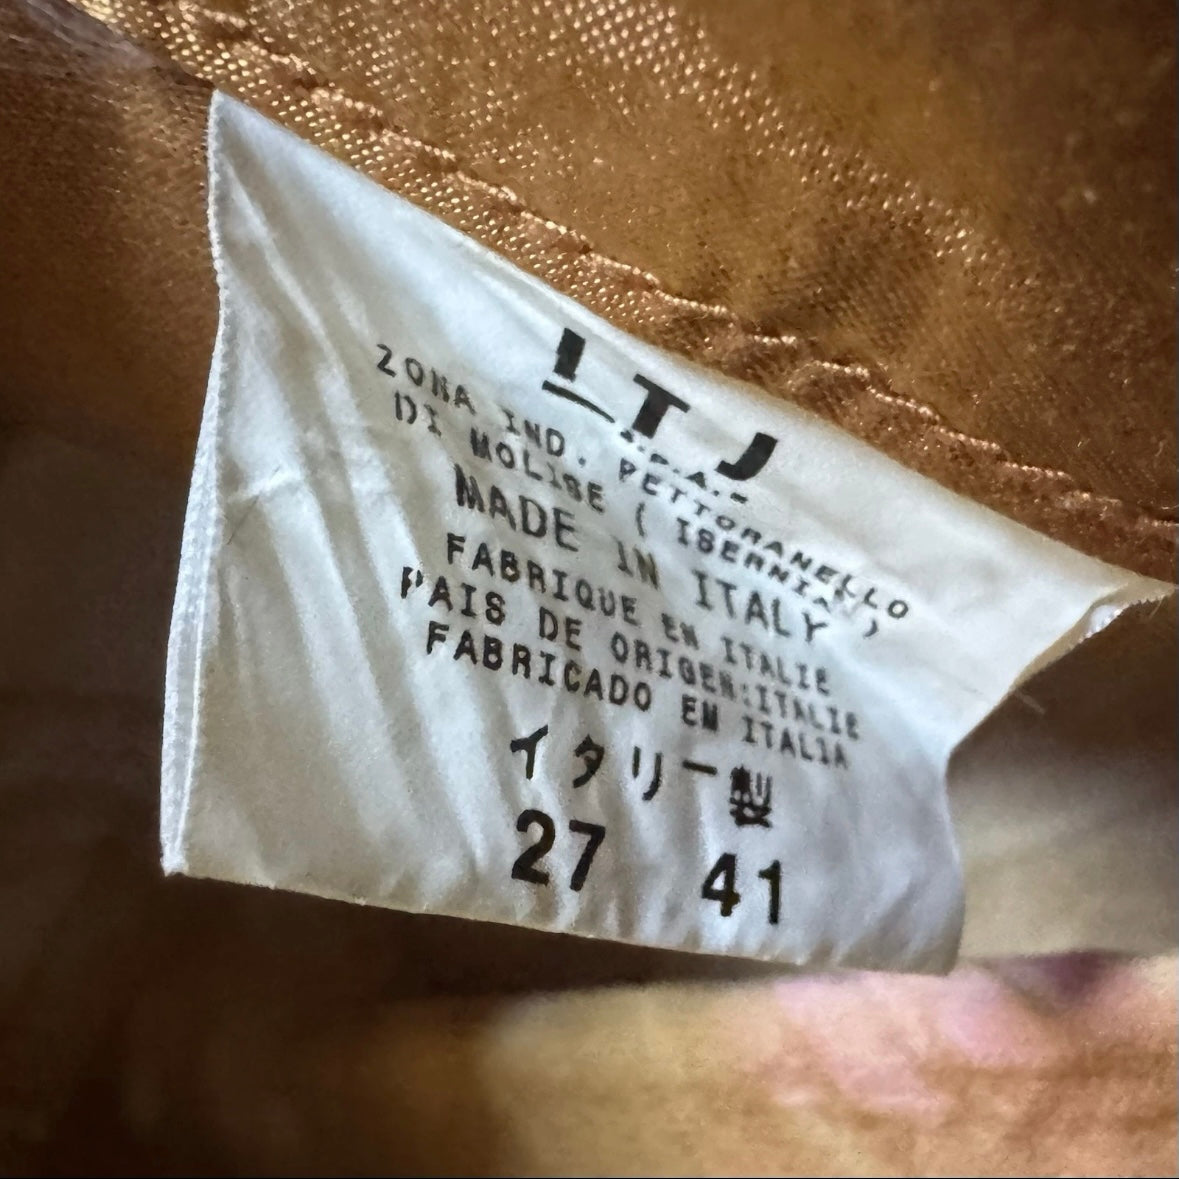 ITJ
S.P.A.-
ZONA IND. PETTORANELLO
DI MOLISE ( ISERNIA )
MADE IN ITALY
FABRIQUE EN ITALIE
PAIS DE ORIGEN:ITALIE
FABRICADO EN ITALIA
イタリー製
27 41